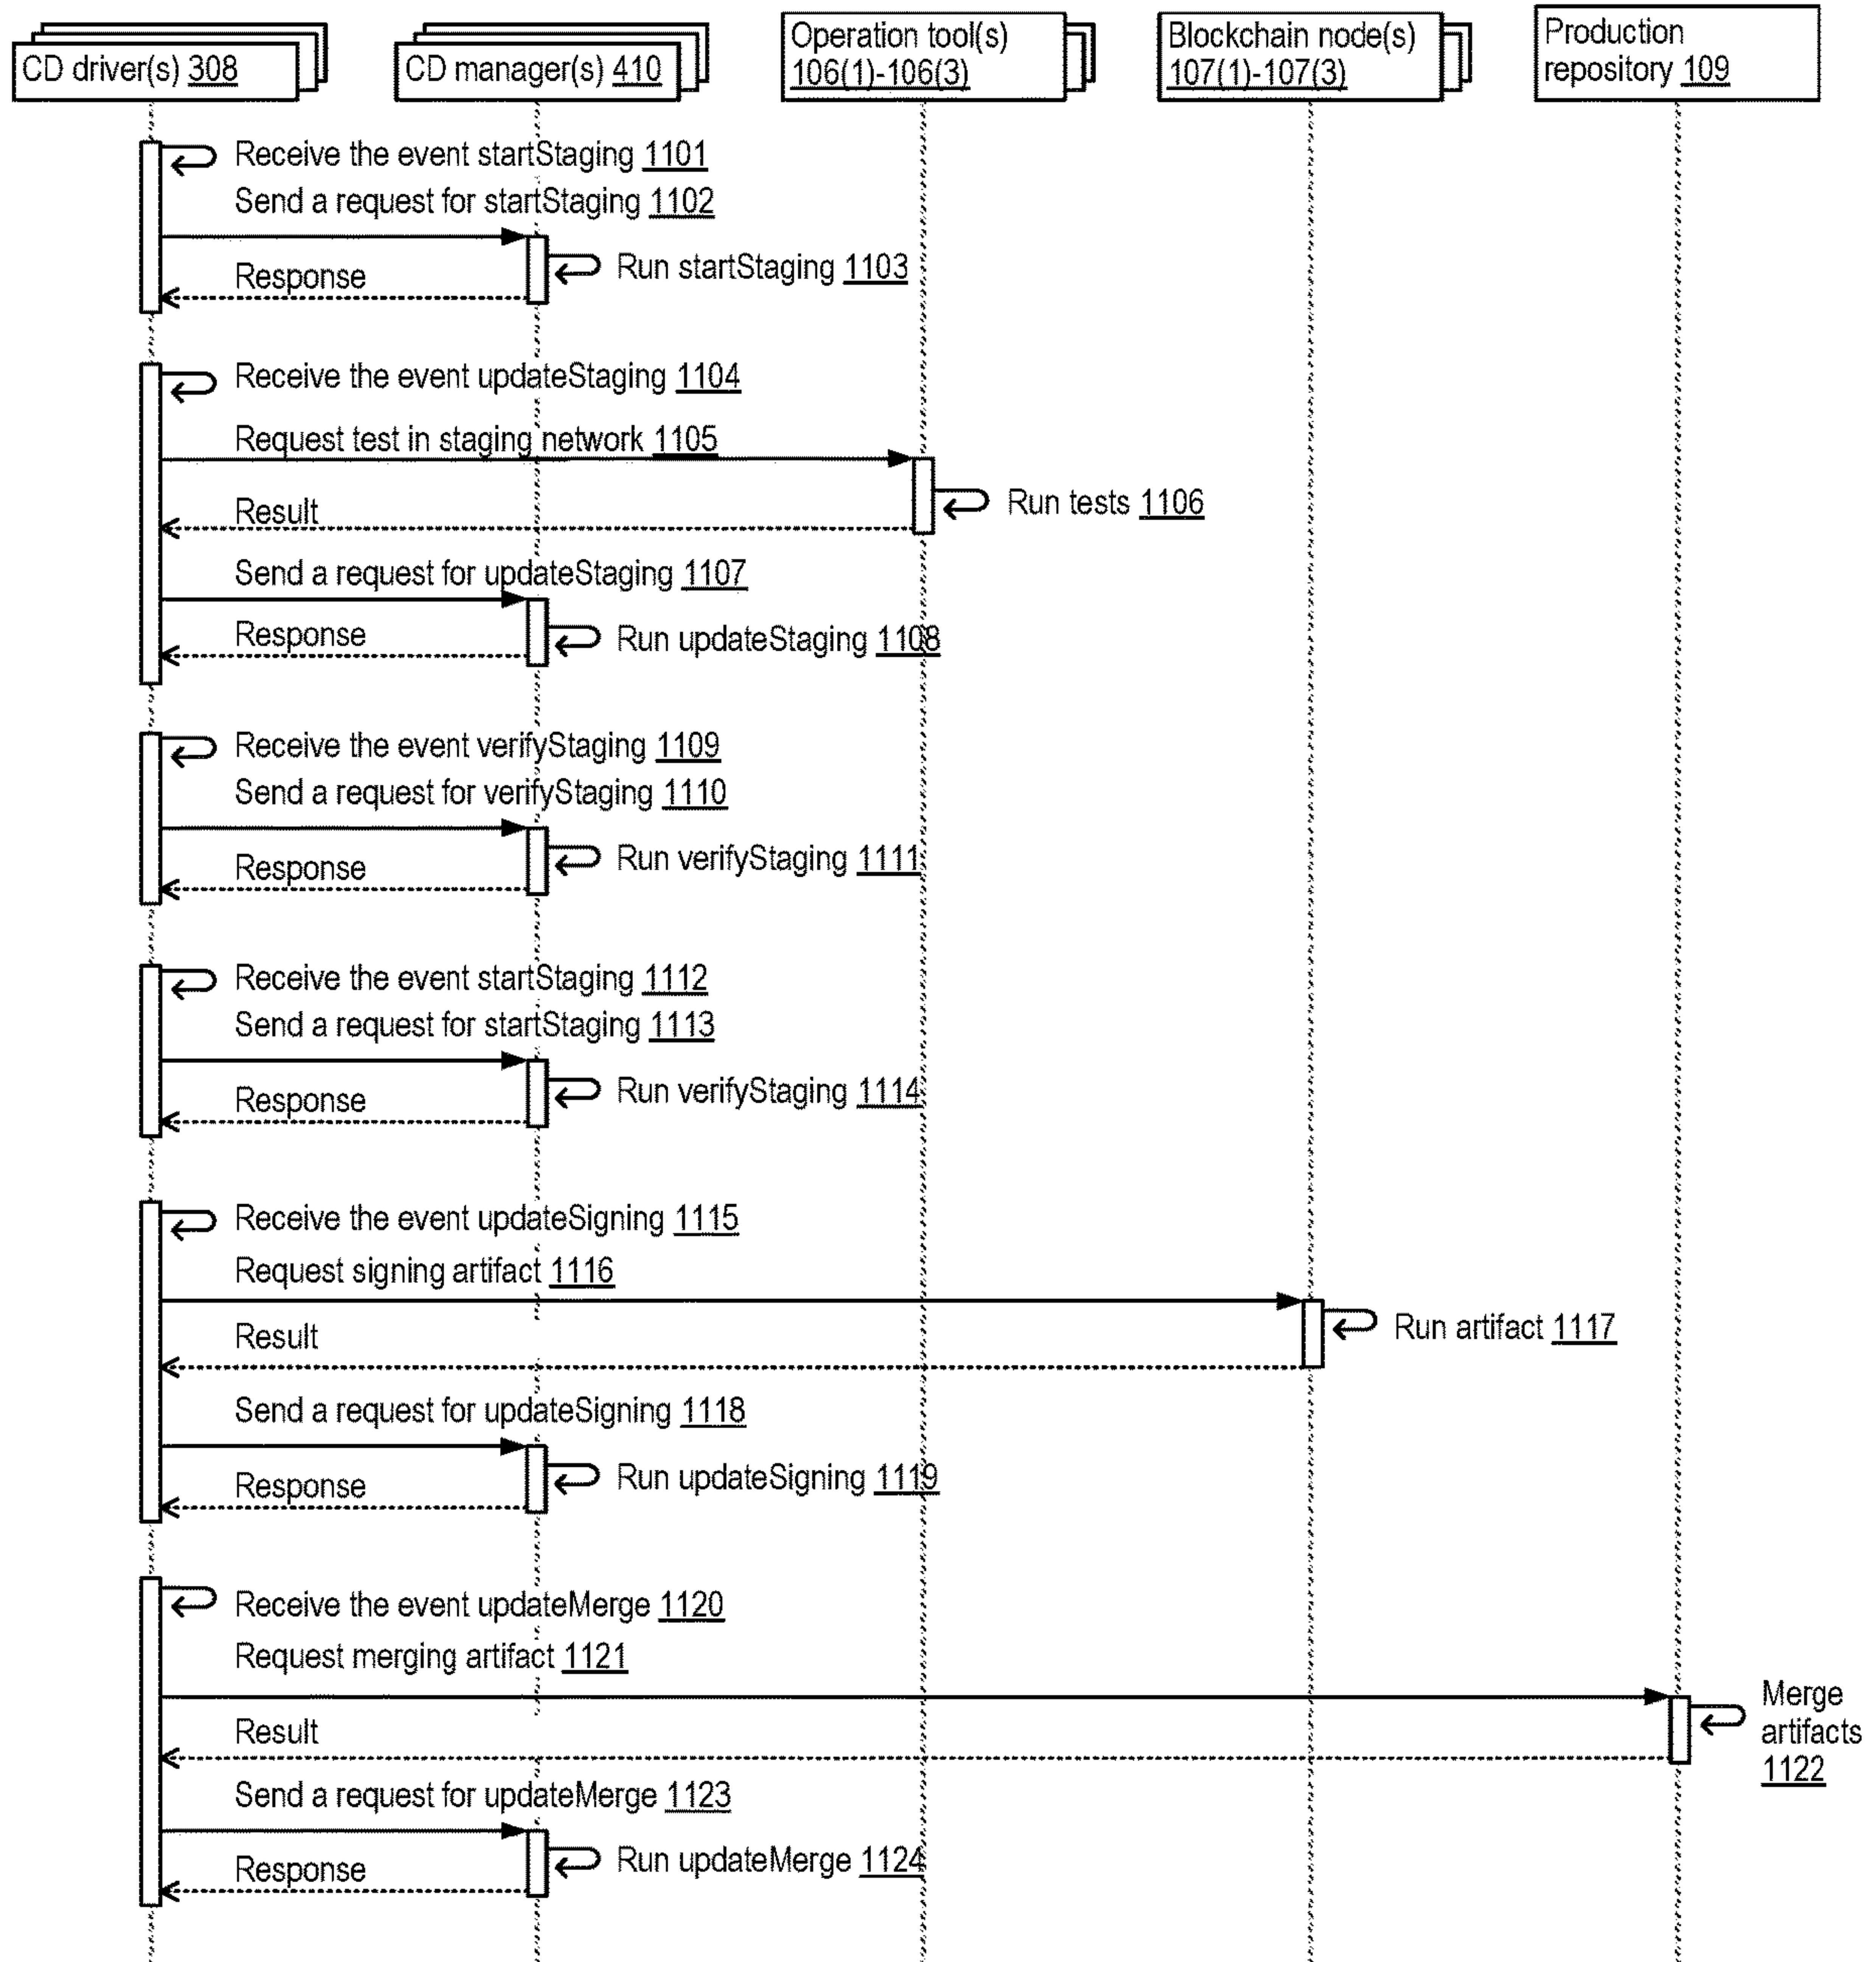 CD driver(s) 308
CD manager(s) 410
Operation tool(s)
106(1)-106(3)
Blockchain node(s)
107(1)-107(3)
Production
repository 109
Receive the event startStaging 1101
Send a request for startStaging 1102
Run startStaging 1103
Response
Receive the event updateStaging 1104
Request test in staging network 1105
Run tests 1106
Result
Send a request for updateStaging 1107
Response
Run updateStaging 1108
Receive the event verifyStaging 1109
Send a request for verifyStaging 1110
Run verifyStaging 1111
Response
Receive the event startStaging 1112
Send a request for startStaging 1113
Run verifyStaging 1114
Response
Receive the event updateSigning 1115
Request signing artifact 1116
Run artifact 1117
Result
Send a request for updateSigning 1118
Run updateSigning 1119
Response
Receive the event updateMerge 1120
Request merging artifact 1121
Merge
artifacts
1122
Result
Send a request for updateMerge 1123
Run updateMerge 1124
Response